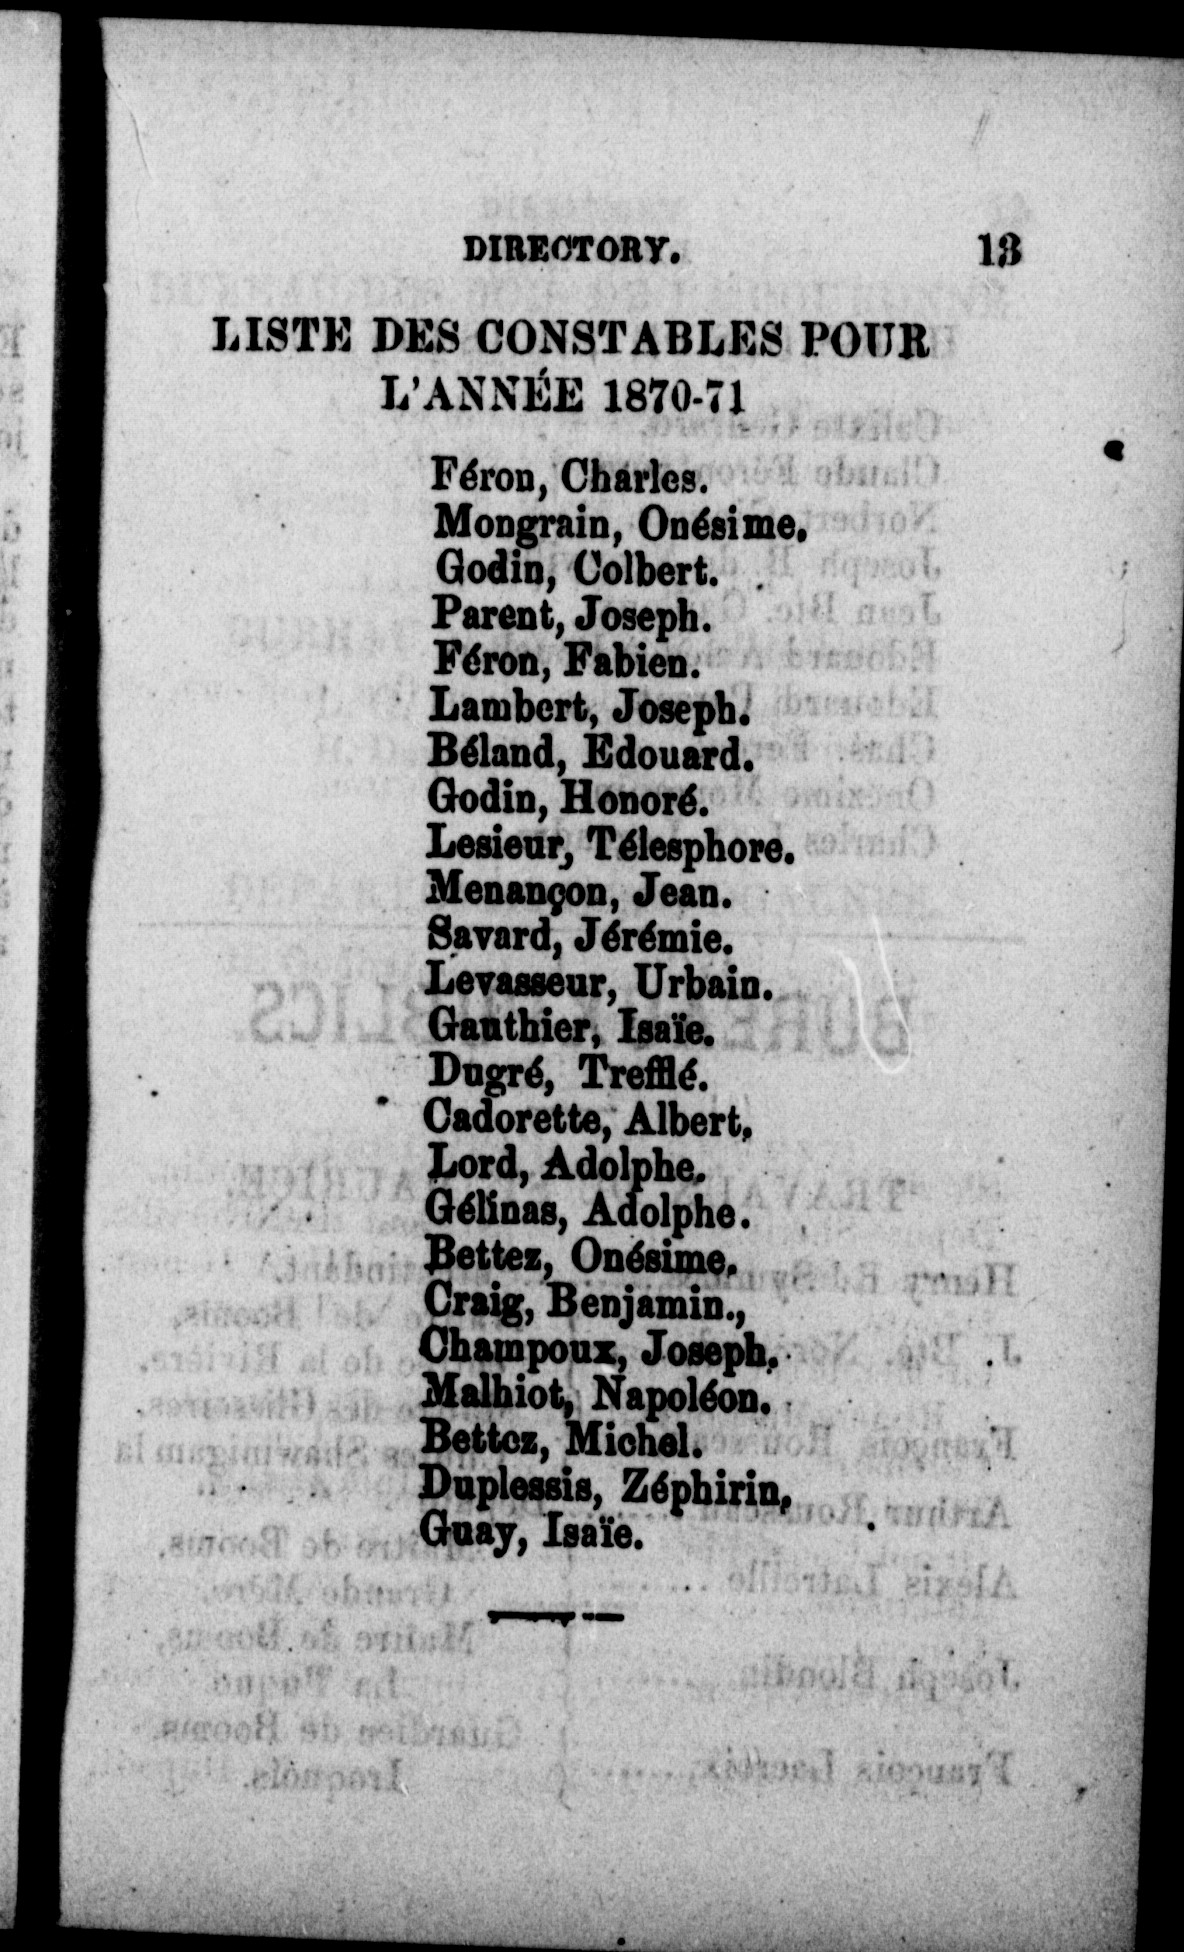 DIRECTORY. 13
LISTE DES CONSTABLES POUR
L'ANNÉE 1870-71
Féron, Charles.
Mongrain, Onésime.
Godin, Colbert.
Parent, Joseph.
Féron, Fabien.
Lambert, Joseph.
Béland, Edouard.
Godin, Honoré.
Lesieur, Télesphore.
Menançon, Jean.
Savard, Jérémie.
Levasseur, Urbain.
Gauthier, Isaïe.
Dugré, Trefflé.
Cadorette, Albert,
Lord, Adolphe.
Gélinas, Adolphe.
Bettez, Onésime.
Craig, Benjamin.,
Champoux, Joseph.
Malhiot, Napoléon.
Bettez, Michel.
Duplessis, Zéphirin,
Guay, Isaïe.